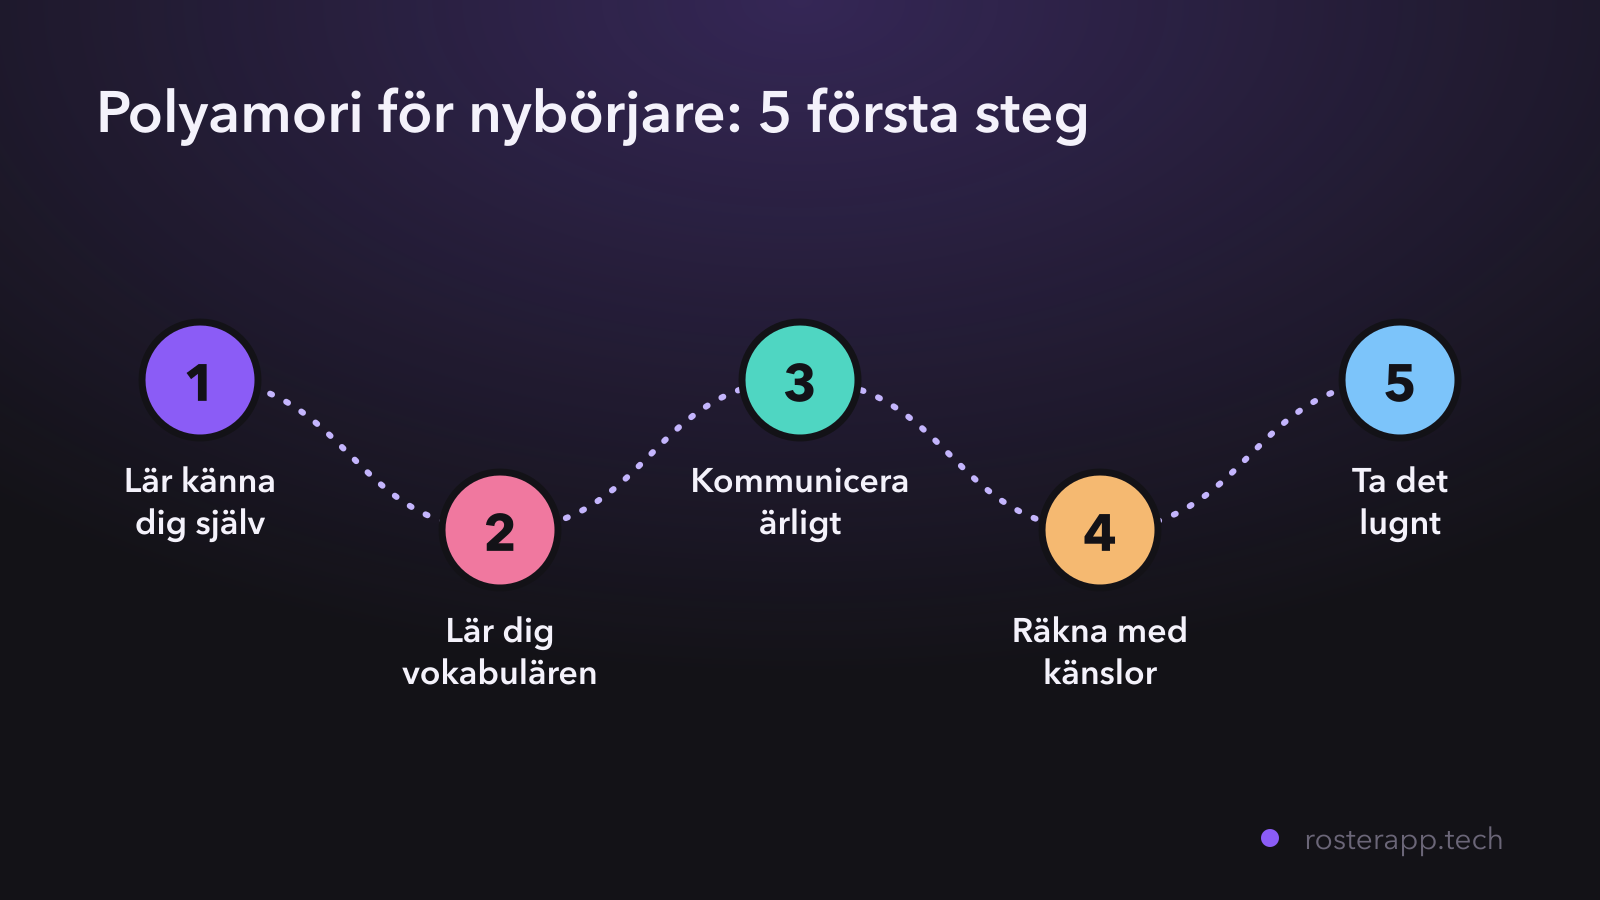 Polyamori för nybörjare: 5 första steg
1
Lär känna
dig själv
2
Lär dig
vokabulären
3
Kommunicera
ärligt
4
Räkna med
känslor
5
Ta det
lugnt
rosterapp.tech